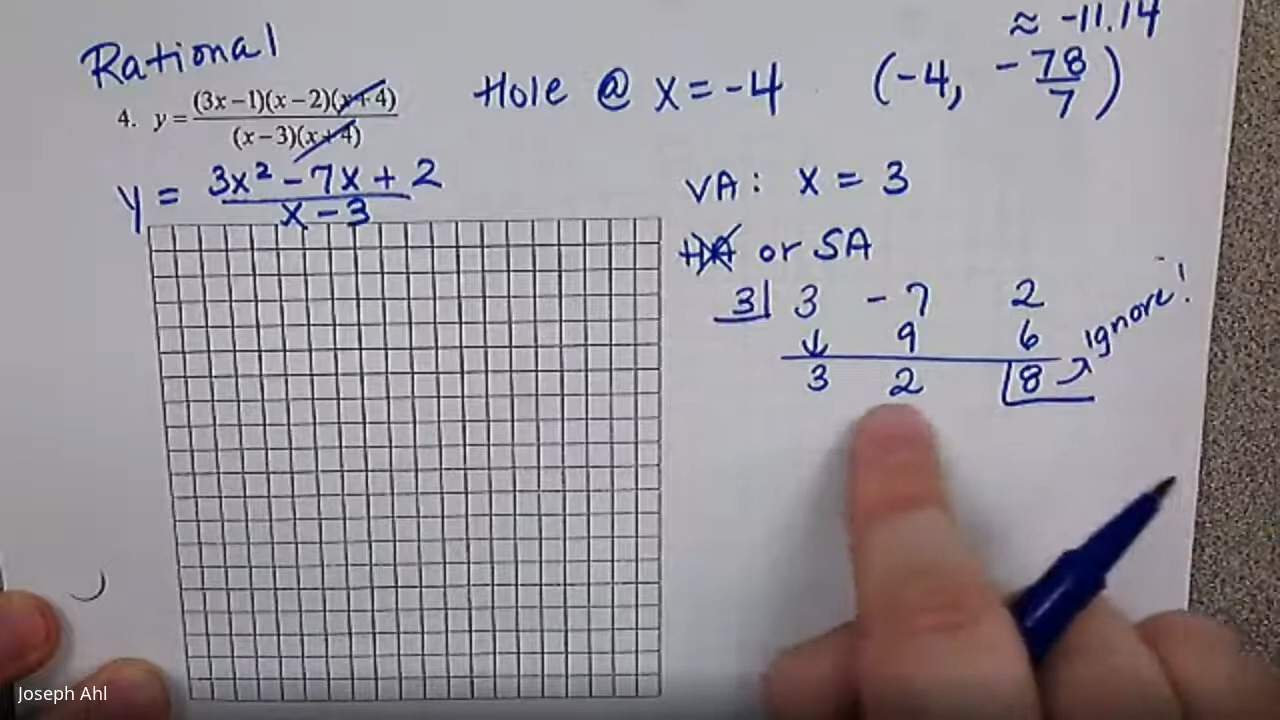 Rational
4. y = (3x−1)(x−2)(x+4) / (x−3)(x+4)
y = 3x² − 7x + 2 / x − 3
Hole @ x = −4
≈ −11.14
(−4, −78/7)
VA: x = 3
HA or SA
3| 3 −7 2
↓ 9 6
3 2 |8
ignore!
Joseph Ahl